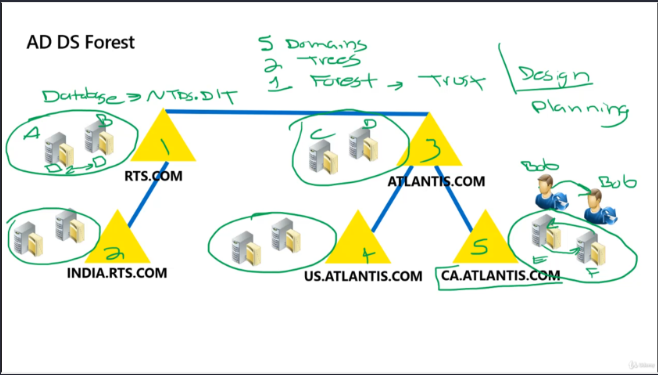 AD DS Forest
5 Domains
2 Trees
1 Forest → Trust
Design
Planning
Database → NTDS.DIT
A
B
D → D
1
RTS.COM
C
D
3
ATLANTIS.COM
Bob
Bob
2
INDIA.RTS.COM
4
US.ATLANTIS.COM
5
CA.ATLANTIS.COM
E
E
F